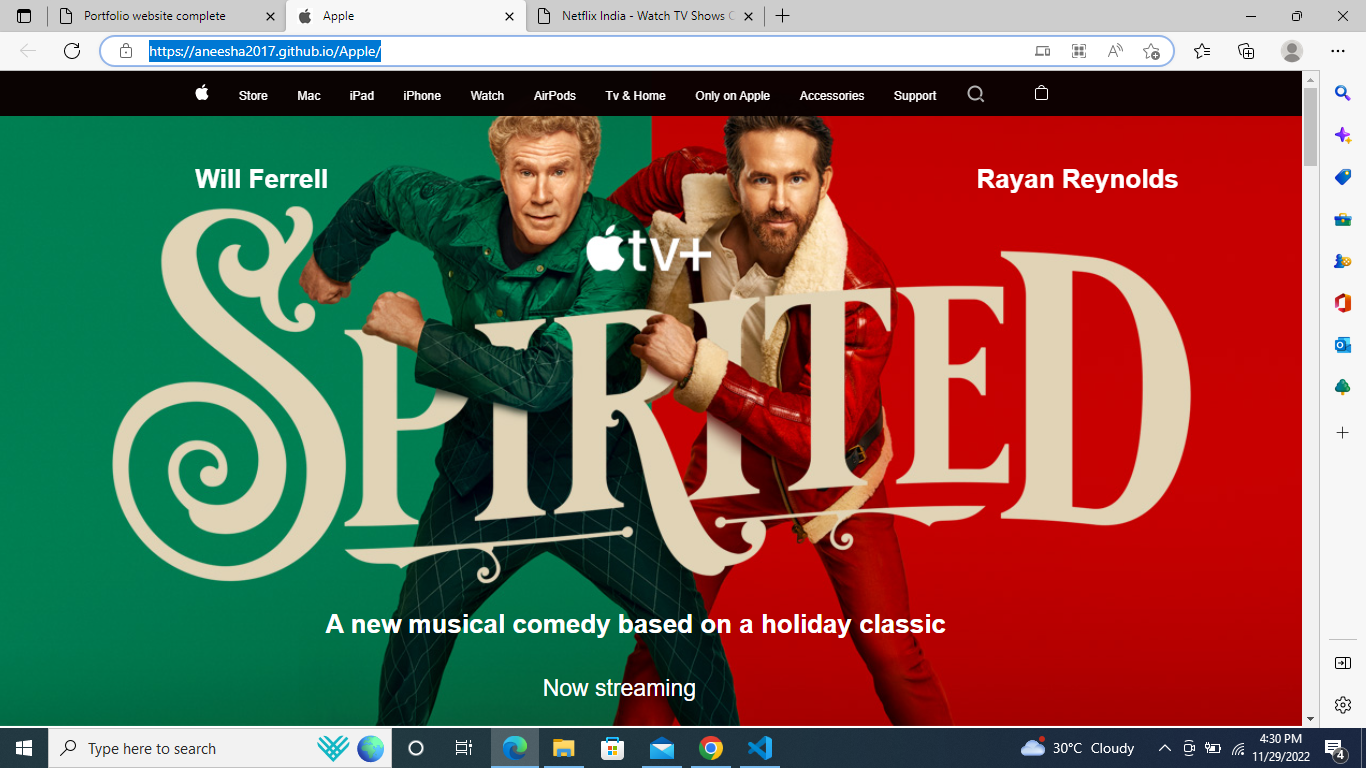 Portfolio website complete
Apple
Netflix India - Watch TV Shows
https://aneesha2017.github.io/Apple/
Store Mac iPad iPhone Watch AirPods Tv & Home Only on Apple Accessories Support
Will Ferrell
Rayan Reynolds
tv+
SPIRITED
A new musical comedy based on a holiday classic
Now streaming
Type here to search
30°C Cloudy
4:30 PM
11/29/2022
4